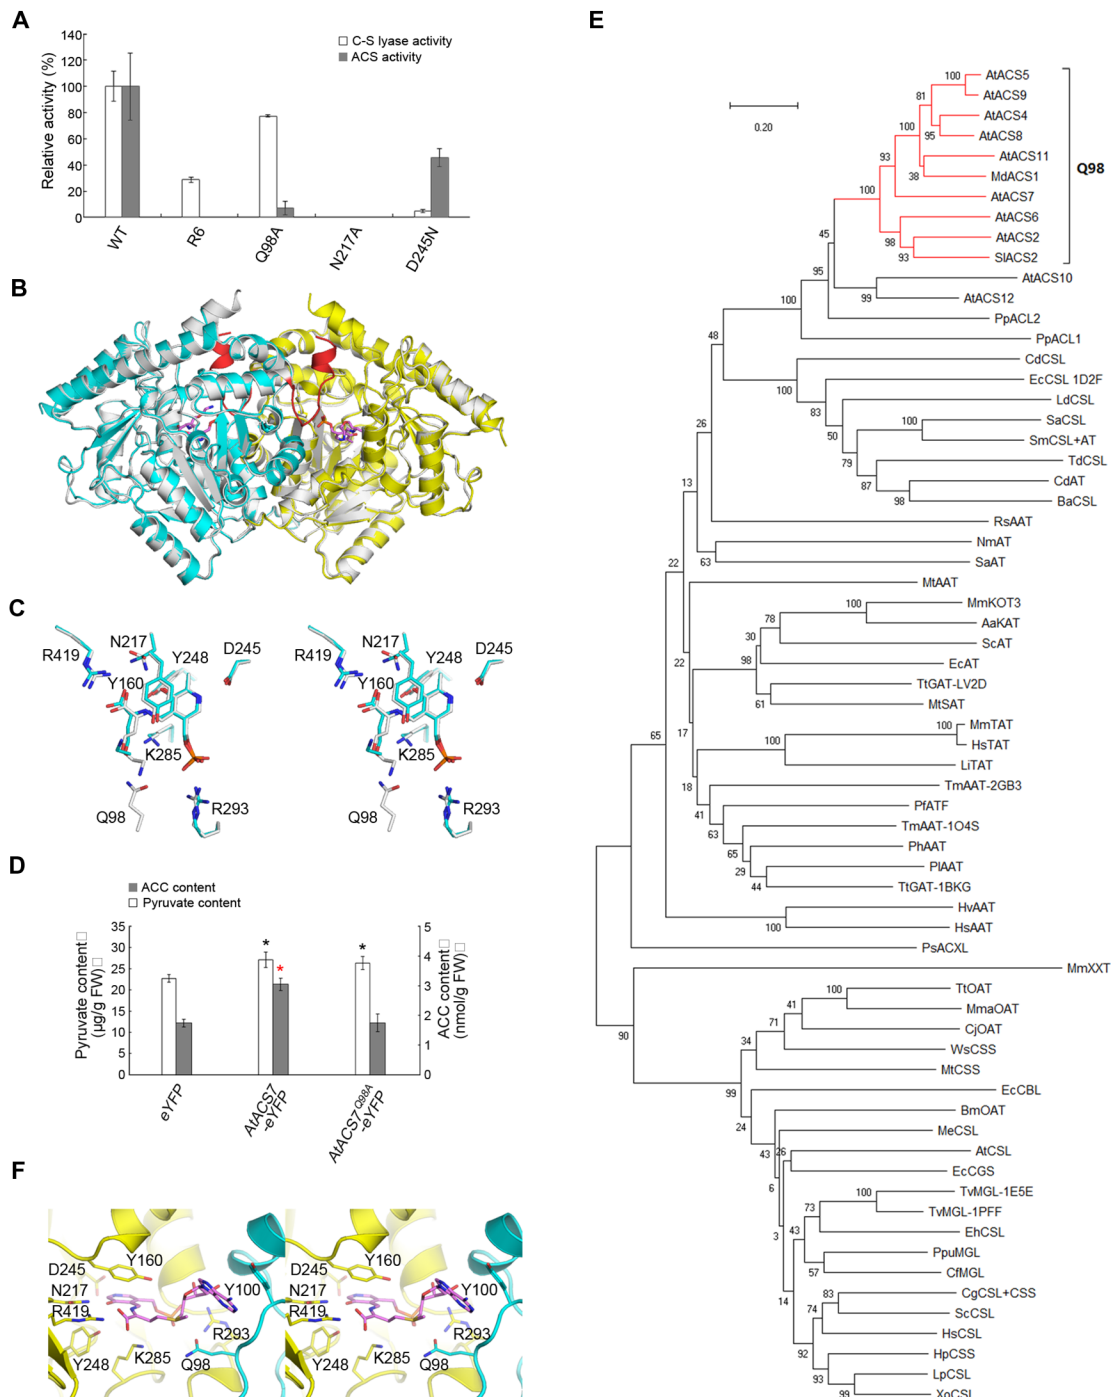 A
140
120
100
80
60
40
20
0
Relative activity (%)
C-S lyase activity
ACS activity
WT
R6
Q98A
N217A
D245N
B
C
R419
N217
Y248
D245
Y160
K285
Q98
R293
R419
N217
Y248
D245
Y160
K285
Q98
R293
D
ACC content
Pyruvate content
35
30
25
20
15
10
5
0
Pyruvate content□
(µg/g FW)□
5
4
3
2
1
0
ACC content□
(nmol/g FW)□
*
*
*
eYFP
AtACS7
-eYFP
AtACS7Q98A
-eYFP
F
D245
Y160
N217
R419
Y248
K285
Y100
R293
Q98
D245
Y160
N217
R419
Y248
K285
Y100
R293
Q98
E
0.20
Q98
100 AtACS5
AtACS9
81
AtACS4
95 AtACS8
100
AtACS11
38 MdACS1
93
AtACS7
100
AtACS6
98 AtACS2
93 SlACS2
45
AtACS10
99 AtACS12
95
PpACL2
100
PpACL1
48
CdCSL
100
EcCSL 1D2F
83
LdCSL
50
100 SaCSL
SmCSL+AT
79
TdCSL
87 CdAT
98 BaCSL
26
RsAAT
13
NmAT
63 SaAT
22
MtAAT
100 MmKOT3
78 AaKAT
30
ScAT
98 EcAT
TtGAT-LV2D
61 MtSAT
22
17
100 MmTAT
100 HsTAT
LiTAT
18
TmAAT-2GB3
41
PfATF
63
TmAAT-1O4S
65 PhAAT
29 PlAAT
44 TtGAT-1BKG
65
HvAAT
100 HsAAT
PsACXL
MmXXT
90
100 TtOAT
41 MmaOAT
71 CjOAT
34 WsCSS
MtCSS
99
EcCBL
24
BmOAT
43
MeCSL
26 AtCSL
EcCGS
6
100 TvMGL-1E5E
73 TvMGL-1PFF
43 EhCSL
3
PpuMGL
57 CfMGL
14
83 CgCSL+CSS
74 ScCSL
HsCSL
92
HpCSS
93 LpCSL
99 XoCSL